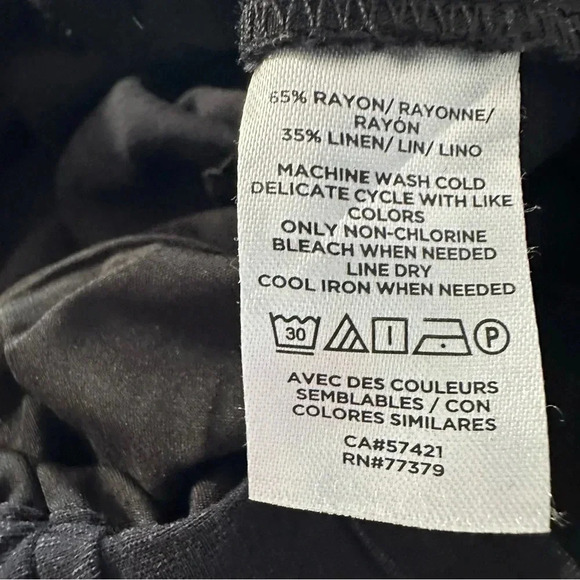 65% RAYON/ RAYONNE/
RAYÓN
35% LINEN/ LIN/ LINO
MACHINE WASH COLD
DELICATE CYCLE WITH LIKE
COLORS
ONLY NON-CHLORINE
BLEACH WHEN NEEDED
LINE DRY
COOL IRON WHEN NEEDED
30 P
AVEC DES COULEURS
SEMBLABLES / CON
COLORES SIMILARES
CA#57421
RN#77379